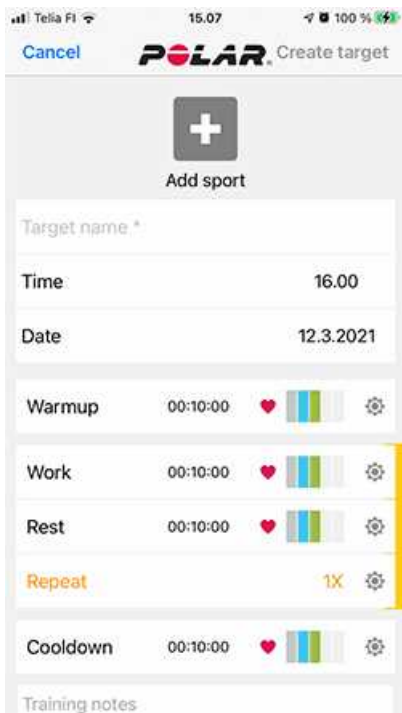 Telia FI 15.07 100 %
Cancel POLAR. Create target
Add sport
Target name *
Time 16.00
Date 12.3.2021
Warmup 00:10:00
Work 00:10:00
Rest 00:10:00
Repeat 1X
Cooldown 00:10:00
Training notes